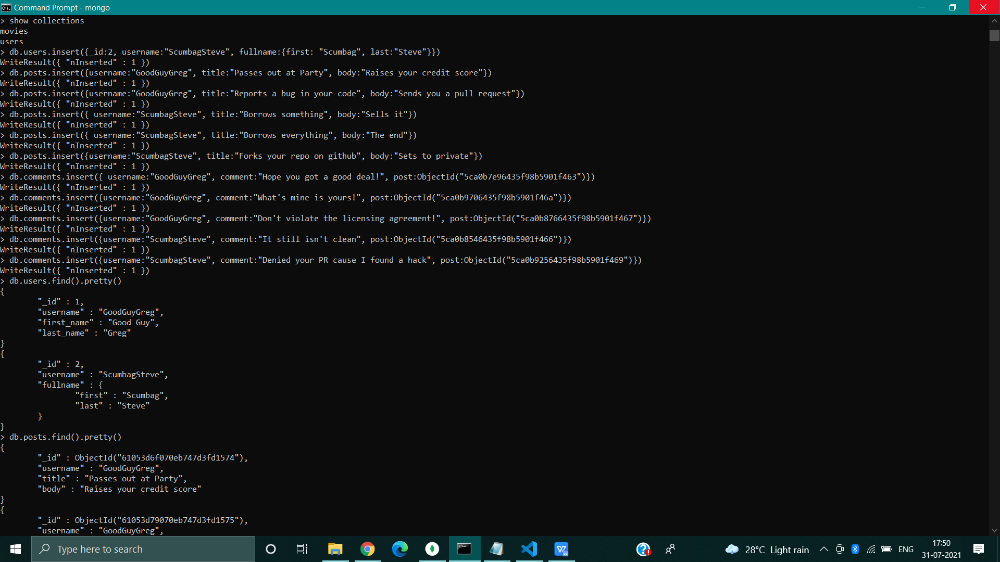 Command Prompt - mongo
> show collections
movies
users
> db.users.insert({_id:2, username:"ScumbagSteve", fullname:{first: "Scumbag", last:"Steve"}})
WriteResult({ "nInserted" : 1 })
> db.posts.insert({username:"GoodGuyGreg", title:"Passes out at Party", body:"Raises your credit score"})
WriteResult({ "nInserted" : 1 })
> db.posts.insert({username:"GoodGuyGreg", title:"Reports a bug in your code", body:"Sends you a pull request"})
WriteResult({ "nInserted" : 1 })
> db.posts.insert({ username:"ScumbagSteve", title:"Borrows something", body:"Sells it"})
WriteResult({ "nInserted" : 1 })
> db.posts.insert({ username:"ScumbagSteve", title:"Borrows everything", body:"The end"})
WriteResult({ "nInserted" : 1 })
> db.posts.insert({username:"ScumbagSteve", title:"Forks your repo on github", body:"Sets to private"})
WriteResult({ "nInserted" : 1 })
> db.comments.insert({ username:"GoodGuyGreg", comment:"Hope you got a good deal!", post:ObjectId("5ca0b7e96435f98b5901f463")})
WriteResult({ "nInserted" : 1 })
> db.comments.insert({username:"GoodGuyGreg", comment:"What's mine is yours!", post:ObjectId("5ca0b9706435f98b5901f46a")})
WriteResult({ "nInserted" : 1 })
> db.comments.insert({username:"GoodGuyGreg", comment:"Don't violate the licensing agreement!", post:ObjectId("5ca0b8766435f98b5901f467")})
WriteResult({ "nInserted" : 1 })
> db.comments.insert({username:"ScumbagSteve", comment:"It still isn't clean", post:ObjectId("5ca0b8546435f98b5901f466")})
WriteResult({ "nInserted" : 1 })
> db.comments.insert({username:"ScumbagSteve", comment:"Denied your PR cause I found a hack", post:ObjectId("5ca0b9256435f98b5901f469")})
WriteResult({ "nInserted" : 1 })
> db.users.find().pretty()
{
"_id" : 1,
"username" : "GoodGuyGreg",
"first_name" : "Good Guy",
"last_name" : "Greg"
}
{
"_id" : 2,
"username" : "ScumbagSteve",
"fullname" : {
"first" : "Scumbag",
"last" : "Steve"
}
}
> db.posts.find().pretty()
{
"_id" : ObjectId("61053d6f070eb747d3fd1574"),
"username" : "GoodGuyGreg",
"title" : "Passes out at Party",
"body" : "Raises your credit score"
}
{
"_id" : ObjectId("61053d79070eb747d3fd1575"),
"username" : "GoodGuyGreg",
Type here to search
28°C Light rain
ENG
17:50
31-07-2021